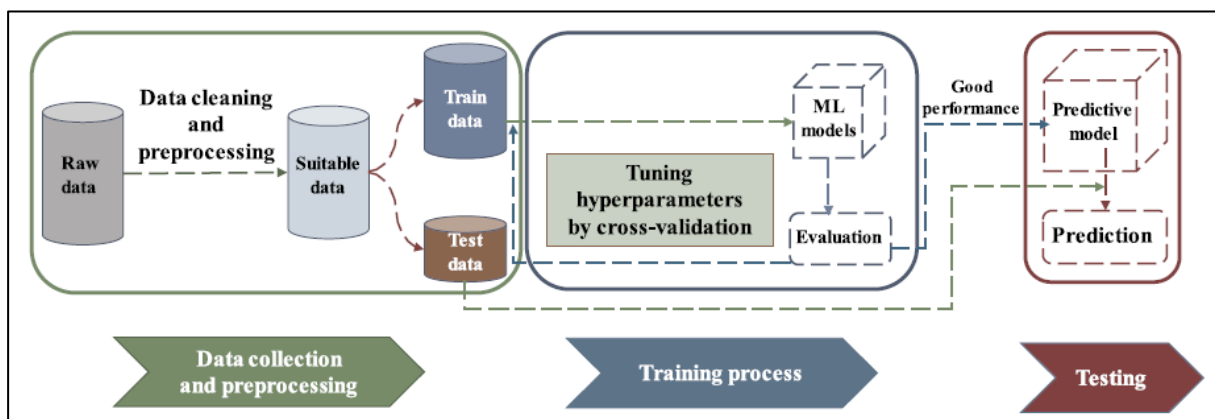 Data cleaning
and
preprocessing
Raw
data
Suitable
data
Train
data
Test
data
Tuning
hyperparameters
by cross-validation
ML
models
Evaluation
Good
performance
Predictive
model
Prediction
Data collection
and preprocessing
Training process
Testing